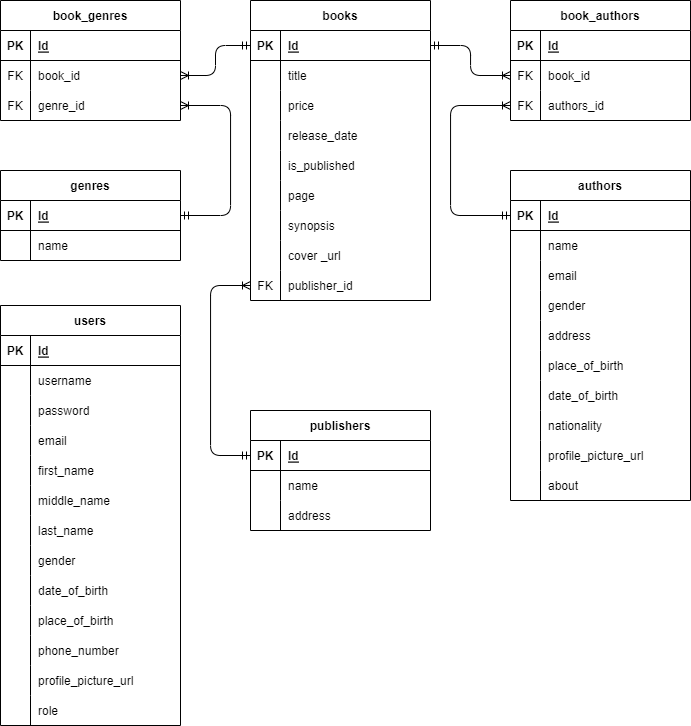 book_genres
PK Id
FK book_id
FK genre_id
genres
PK Id
name
users
PK Id
username
password
email
first_name
middle_name
last_name
gender
date_of_birth
place_of_birth
phone_number
profile_picture_url
role
books
PK Id
title
price
release_date
is_published
page
synopsis
cover _url
FK publisher_id
publishers
PK Id
name
address
book_authors
PK Id
FK book_id
FK authors_id
authors
PK Id
name
email
gender
address
place_of_birth
date_of_birth
nationality
profile_picture_url
about